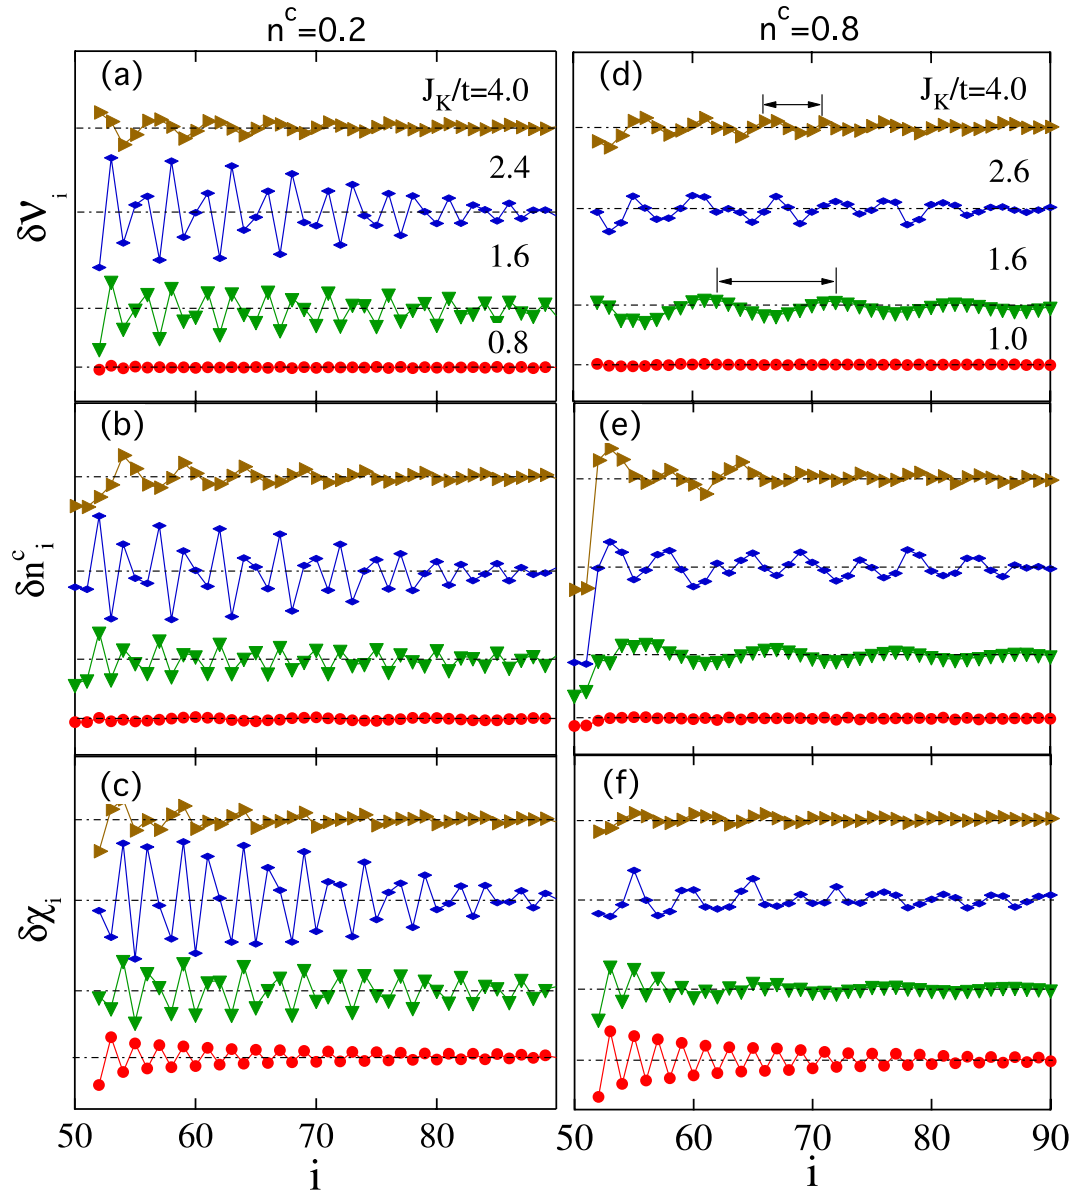 n^c=0.2
n^c=0.8
(a)
J_K/t=4.0
2.4
1.6
0.8
δν_i
(d)
J_K/t=4.0
2.6
1.6
1.0
(b)
δn^c_i
(e)
(c)
δχ_i
(f)
50 60 70 80
50 60 70 80 90
i
i